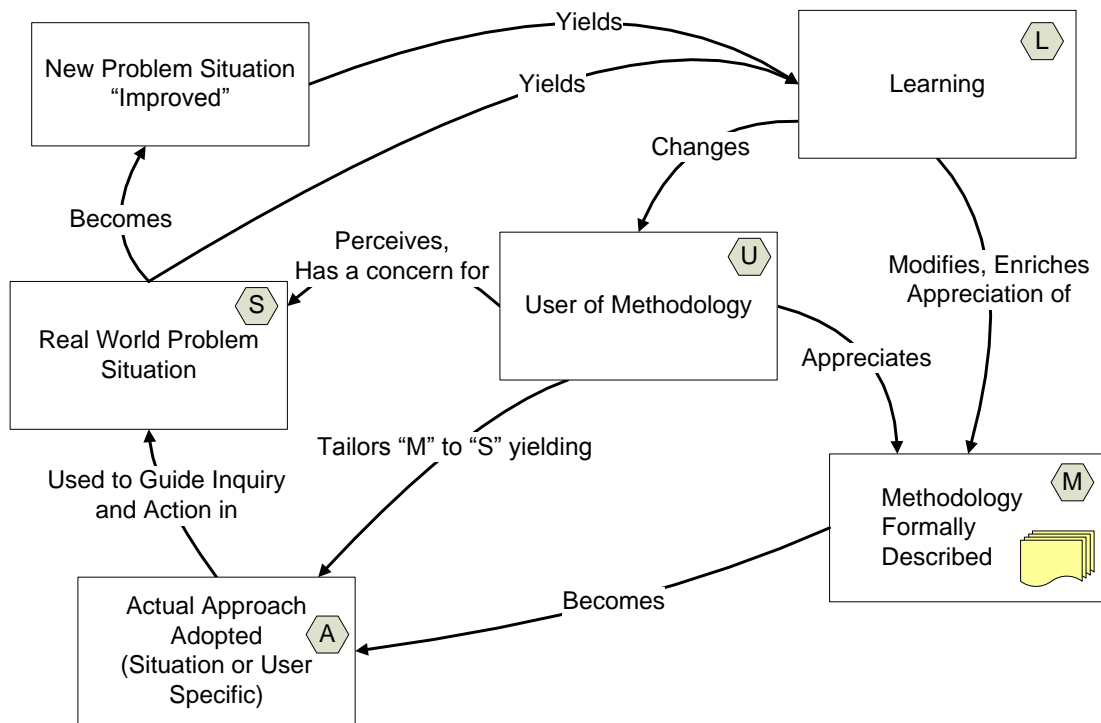 Yields
L
New Problem Situation
“Improved”
Yields
Learning
Changes
Becomes
Perceives,
Has a concern for
U
User of Methodology
Modifies, Enriches
Appreciation of
S
Real World Problem
Situation
Appreciates
Tailors “M” to “S” yielding
Used to Guide Inquiry
and Action in
M
Methodology
Formally
Described
Becomes
Actual Approach
Adopted
(Situation or User
Specific)
A